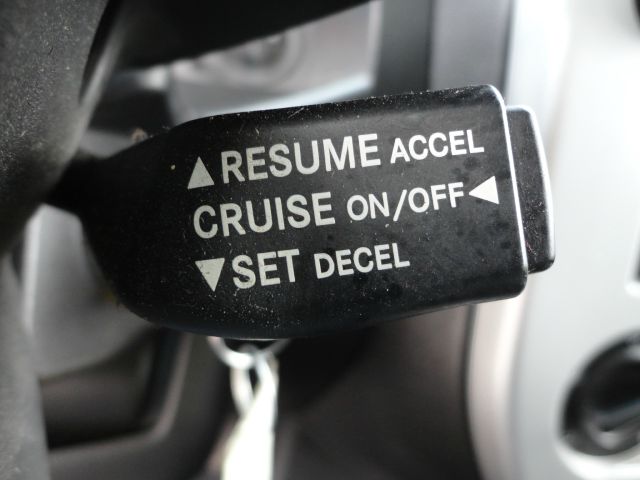 ▲RESUME ACCEL
CRUISE ON/OFF◀
▼SET DECEL